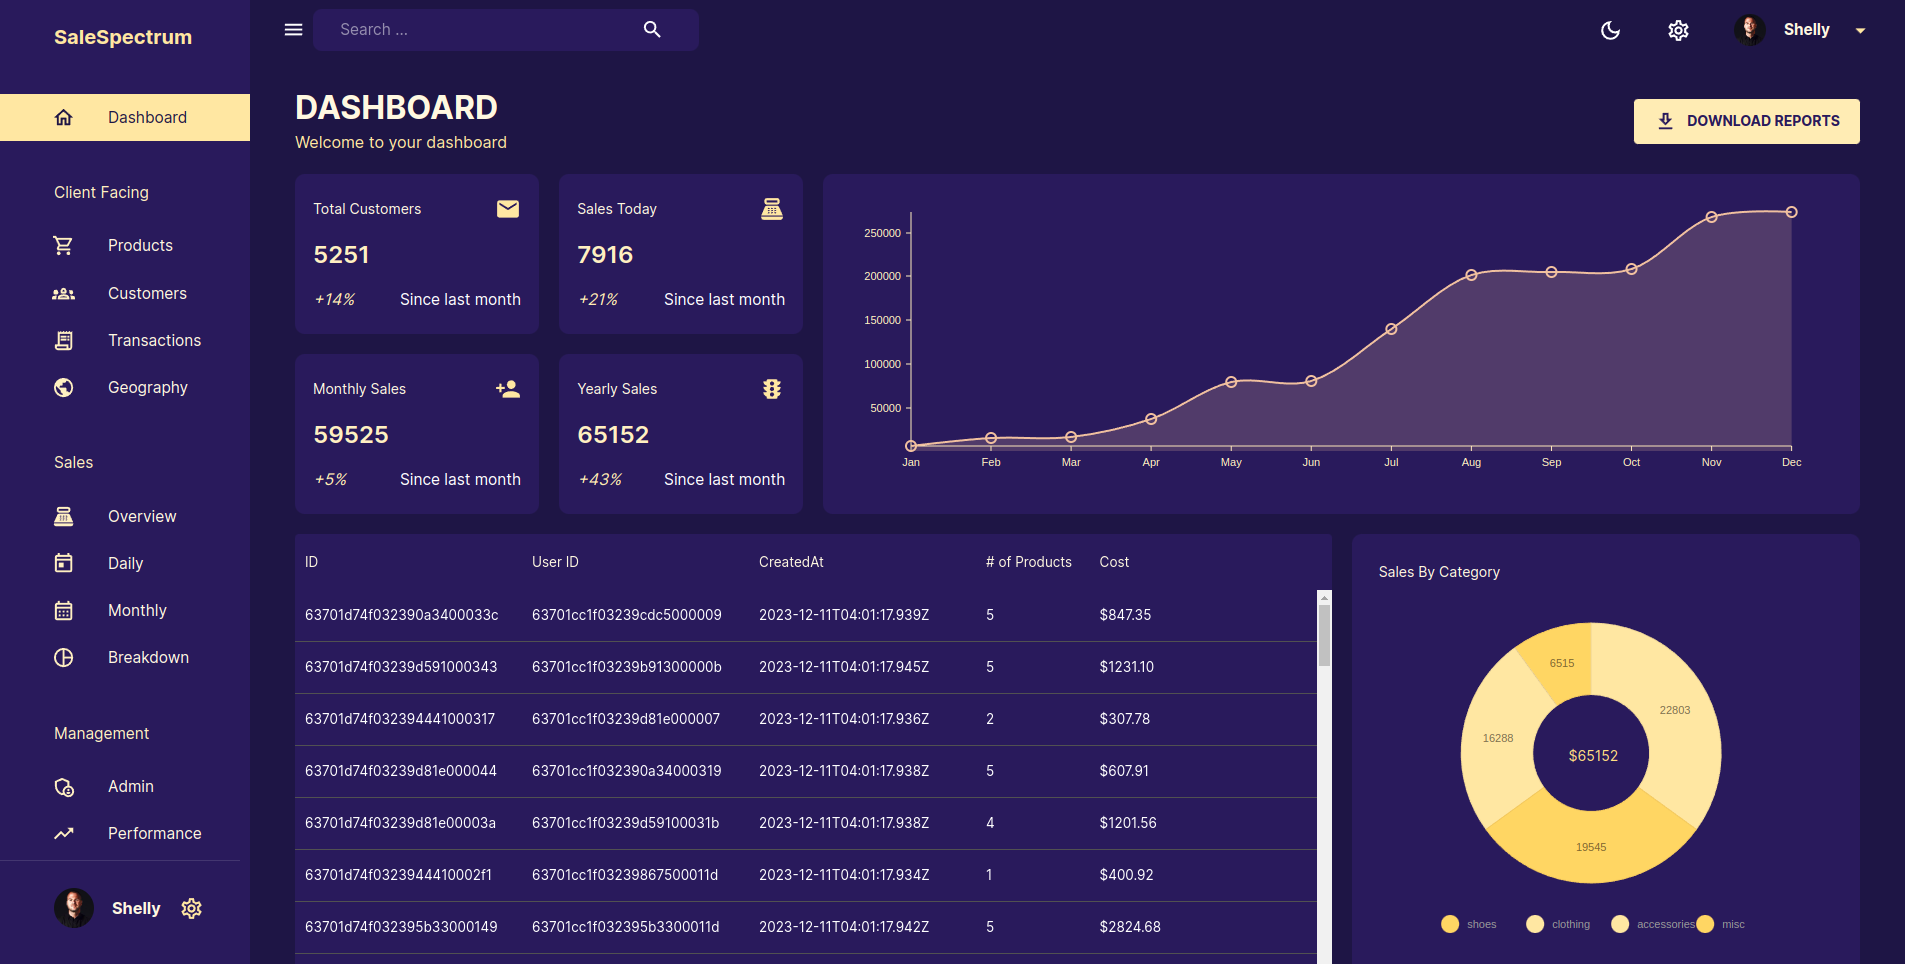 SaleSpectrum
Search ...
Shelly
Dashboard
Client Facing
Products
Customers
Transactions
Geography
Sales
Overview
Daily
Monthly
Breakdown
Management
Admin
Performance
Shelly
DASHBOARD
Welcome to your dashboard
DOWNLOAD REPORTS
Total Customers
5251
+14% Since last month
Sales Today
7916
+21% Since last month
Monthly Sales
59525
+5% Since last month
Yearly Sales
65152
+43% Since last month
250000
200000
150000
100000
50000
Jan Feb Mar Apr May Jun Jul Aug Sep Oct Nov Dec
ID User ID CreatedAt # of Products Cost
63701d74f032390a3400033c 63701cc1f03239cdc5000009 2023-12-11T04:01:17.939Z 5 $847.35
63701d74f03239d591000343 63701cc1f03239b91300000b 2023-12-11T04:01:17.945Z 5 $1231.10
63701d74f032394441000317 63701cc1f03239d81e000007 2023-12-11T04:01:17.936Z 2 $307.78
63701d74f03239d81e000044 63701cc1f032390a34000319 2023-12-11T04:01:17.938Z 5 $607.91
63701d74f03239d81e00003a 63701cc1f03239d59100031b 2023-12-11T04:01:17.938Z 4 $1201.56
63701d74f0323944410002f1 63701cc1f03239867500011d 2023-12-11T04:01:17.934Z 1 $400.92
63701d74f032395b33000149 63701cc1f032395b3300011d 2023-12-11T04:01:17.942Z 5 $2824.68
Sales By Category
6515
22803
16288
$65152
19545
shoes clothing accessories misc